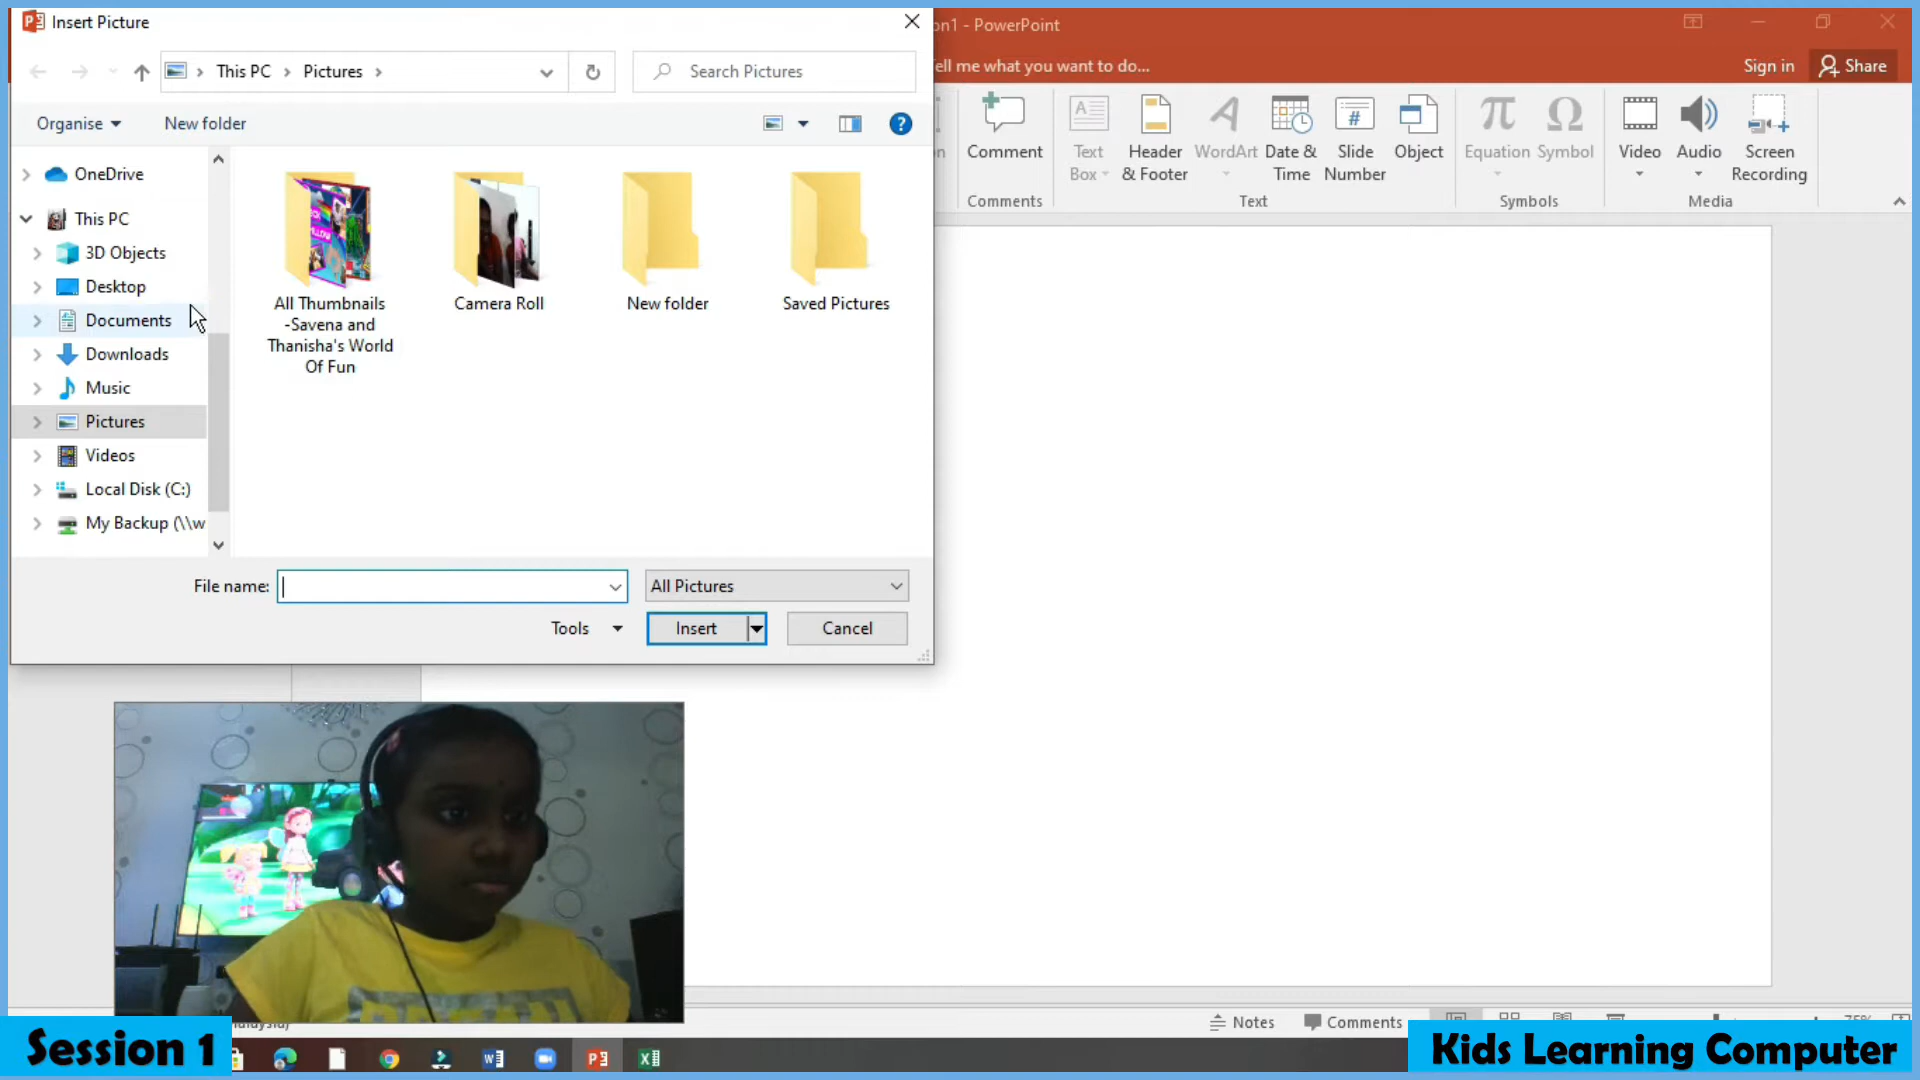 Insert Picture
on1 - PowerPoint
This PC
Pictures
Search Pictures
ell me what you want to do...
Sign in
Share
Organise
New folder
OneDrive
This PC
3D Objects
Desktop
Documents
Downloads
Music
Pictures
Videos
Local Disk (C:)
My Backup (\\w
All Thumbnails
-Savena and
Thanisha's World
Of Fun
Camera Roll
New folder
Saved Pictures
File name:
All Pictures
Tools
Insert
Cancel
Comment
Text
Box
Header
& Footer
WordArt
Date &
Time
Slide
Number
Object
Equation
Symbol
Video
Audio
Screen
Recording
Comments
Text
Symbols
Media
Notes
Comments
75%
Session 1
Kids Learning Computer